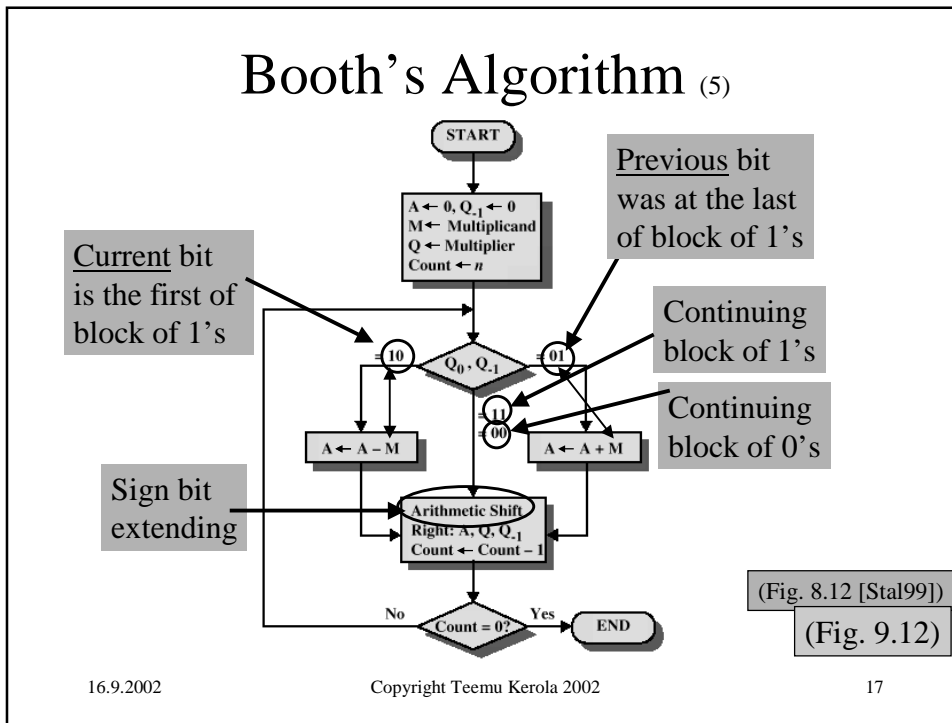 Booth's Algorithm (5)
START
A ← 0, Q₋₁ ← 0
M ← Multiplicand
Q ← Multiplier
Count ← n
Previous bit
was at the last
of block of 1's
Current bit
is the first of
block of 1's
Continuing
block of 1's
= 10
Q₀, Q₋₁
= 01
= 11
= 00
Continuing
block of 0's
A ← A – M
A ← A + M
Sign bit
extending
Arithmetic Shift
Right: A, Q, Q₋₁
Count ← Count – 1
No
Count = 0?
Yes
END
(Fig. 8.12 [Stal99])
(Fig. 9.12)
16.9.2002
Copyright Teemu Kerola 2002
17